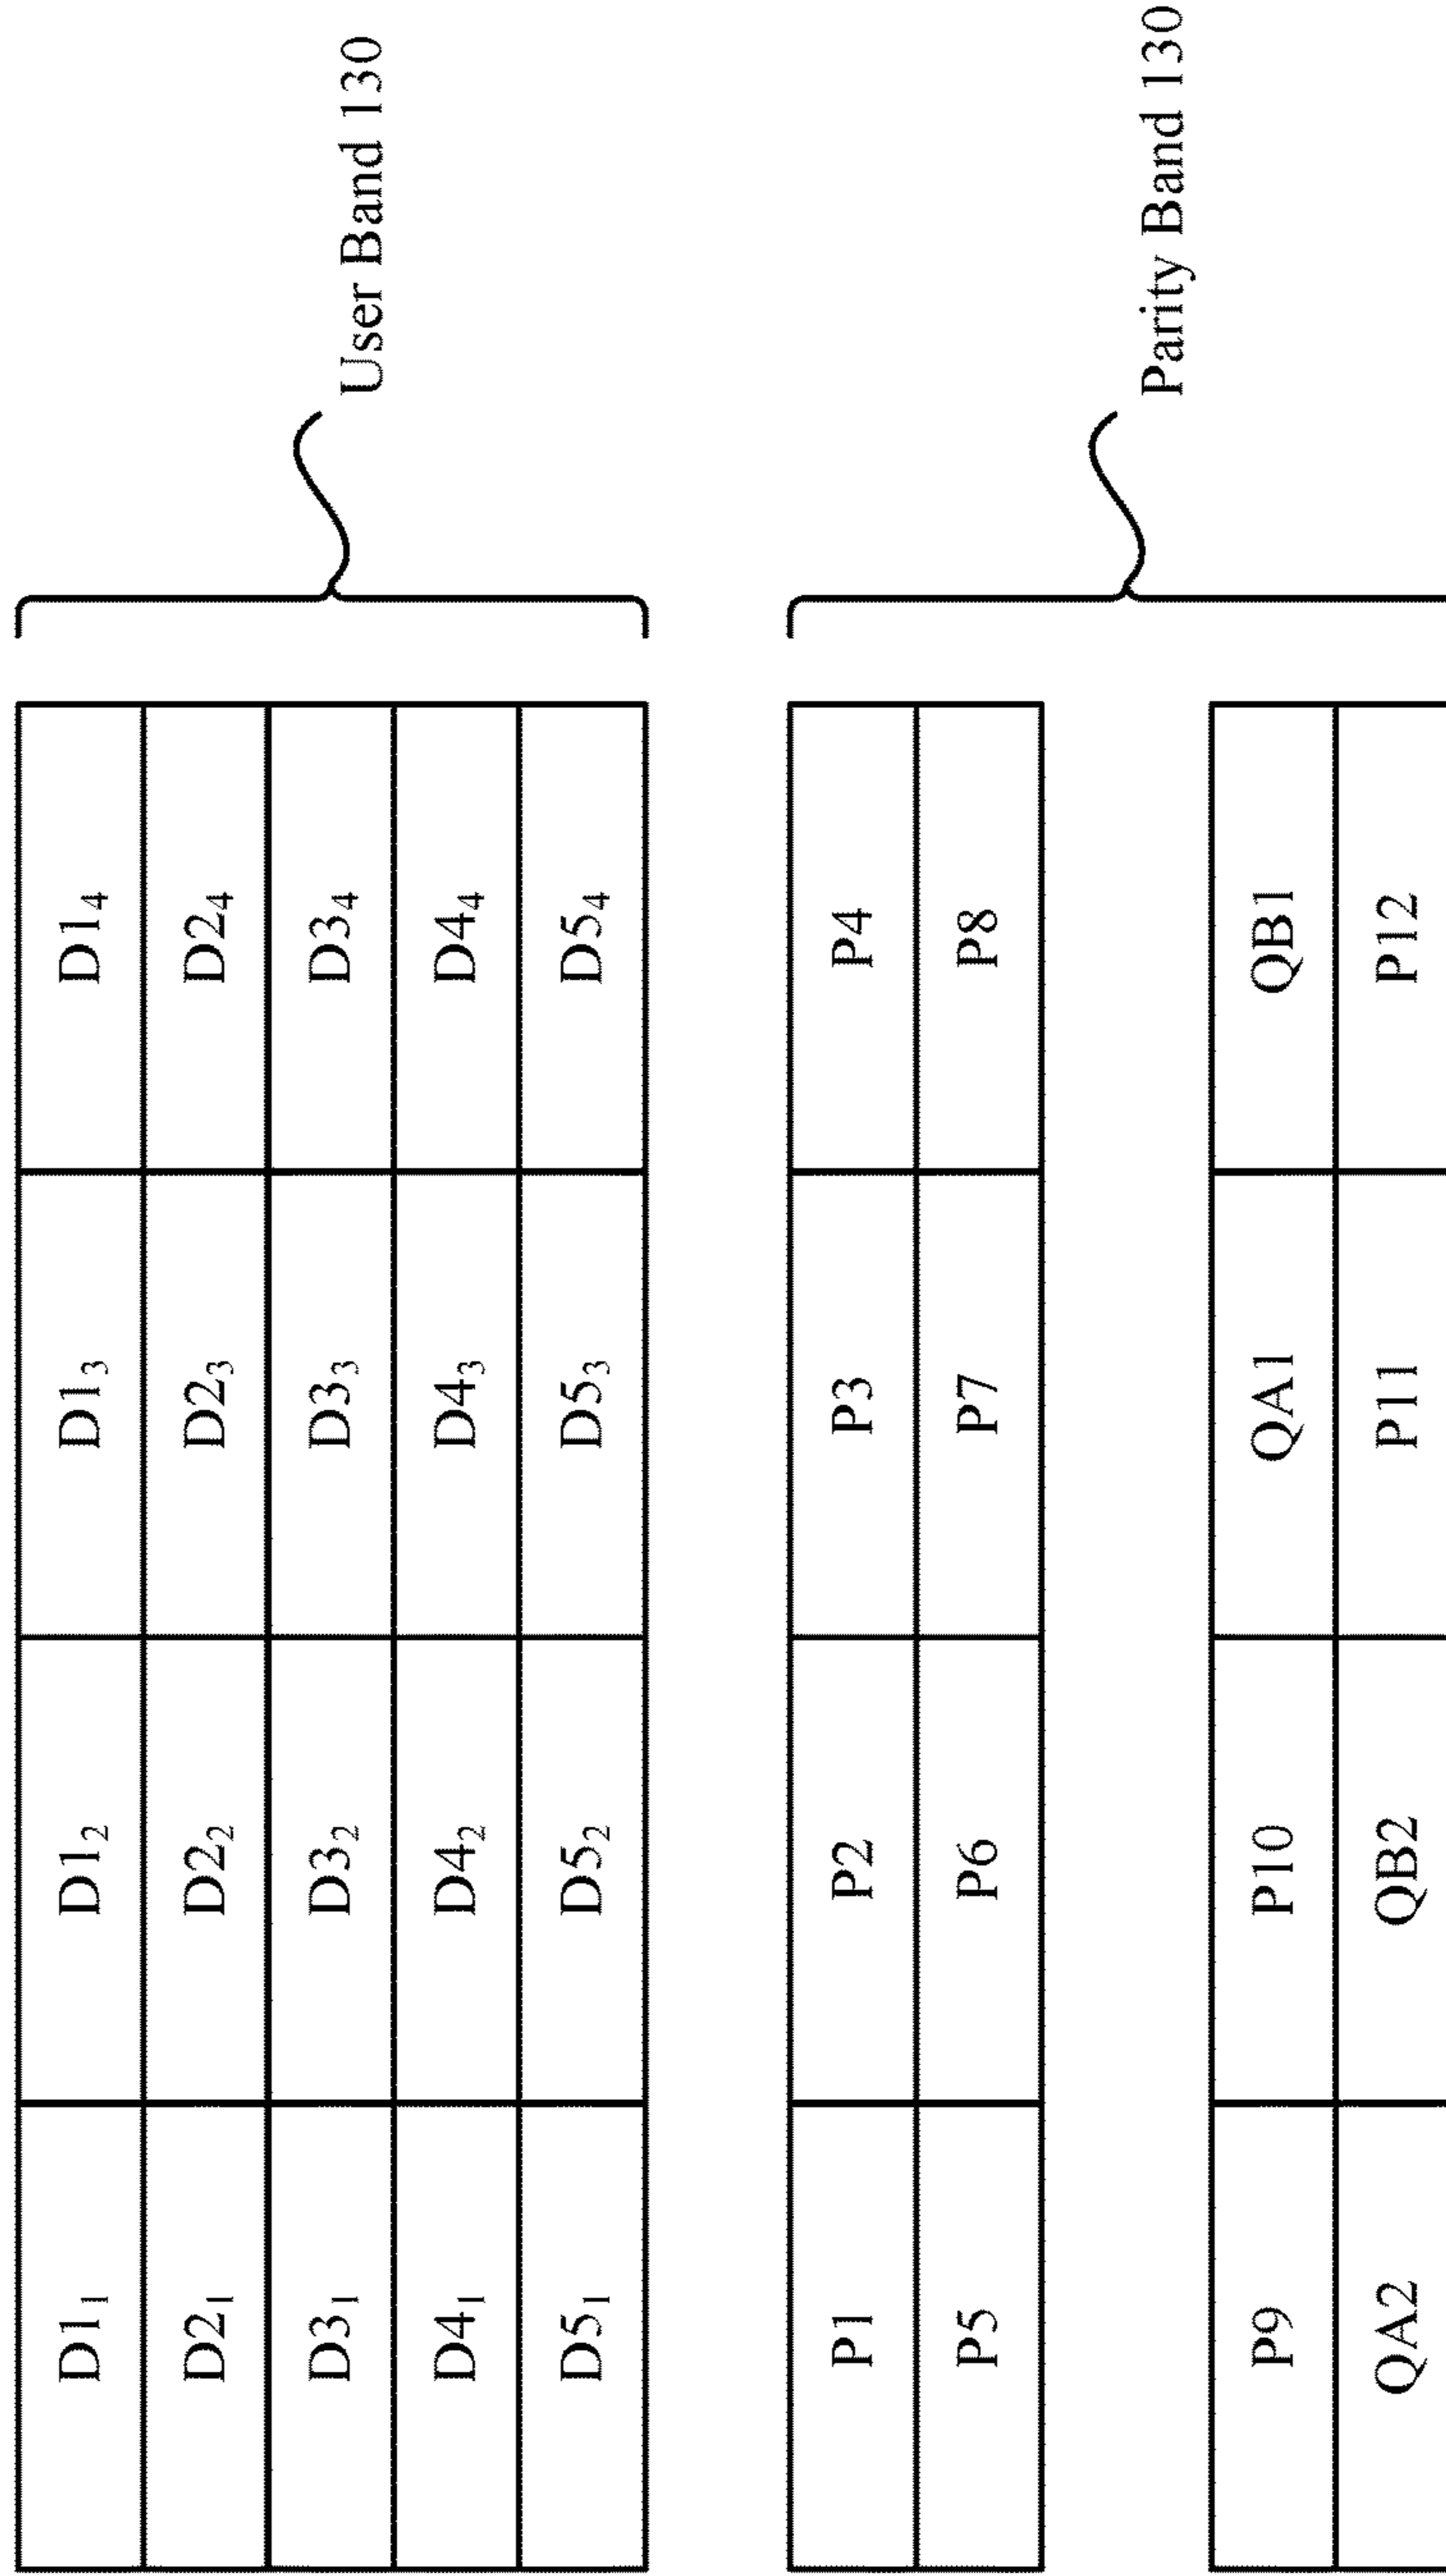 D1₁ D1₂ D1₃ D1₄
D2₁ D2₂ D2₃ D2₄
D3₁ D3₂ D3₃ D3₄
D4₁ D4₂ D4₃ D4₄
D5₁ D5₂ D5₃ D5₄
User Band 130
P1 P2 P3 P4
P5 P6 P7 P8
Parity Band 130
P9 P10 QA1 QB1
QA2 QB2 P11 P12